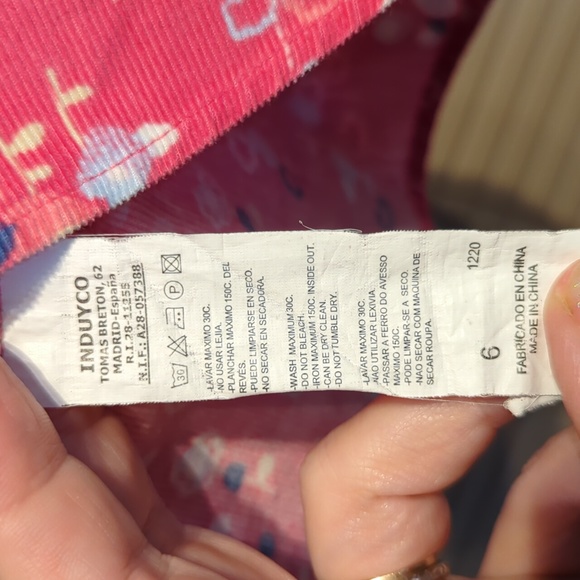 INDUYCO
TOMAS BRETON, 62
MADRID-España
R.I. 28-11355
N.I.F.: A28-057388
30
P
-LAVAR MAXIMO 30C.
-NO USAR LEJIA.
-PLANCHAR MAXIMO 150C. DEL
REVÉS.
-PUEDE LIMPIARSE EN SECO.
-NO SECAR EN SECADORA.
-WASH MAXIMUM 30C.
-DO NOT BLEACH.
-IRON MAXIMUM 150C. INSIDE OUT.
-CAN BE DRY CLEAN.
-DO NOT TUMBLE DRY.
-LAVAR MAXIMO 30C.
-NAO UTILIZAR LEXIVIA.
-PASSAR A FERRO DO AVESSO
MAXIMO 150C.
-PODE LIMPAR-SE A SECO.
-NAO SECAR COM MAQUINA DE
SECAR ROUPA.
1220
6
FABRICADO EN CHINA
MADE IN CHINA